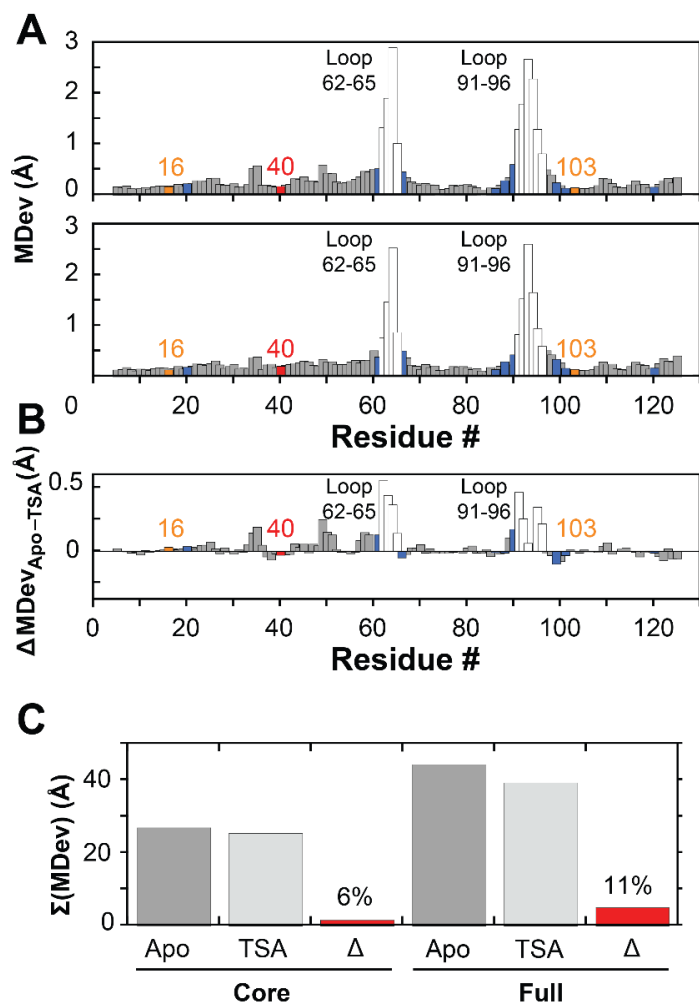 A
3
Loop
62-65
Loop
91-96
2
1
16
40
103
0
MDev (Å)
3
Loop
62-65
Loop
91-96
2
1
16
40
103
0
0 20 40 60 80 100 120
Residue #
B
0.5
Loop
62-65
Loop
91-96
16
40
103
0
ΔMDevApo−TSA(Å)
0 20 40 60 80 100 120
Residue #
C
40
20
0
Σ(MDev) (Å)
6%
11%
Apo TSA Δ Apo TSA Δ
Core Full